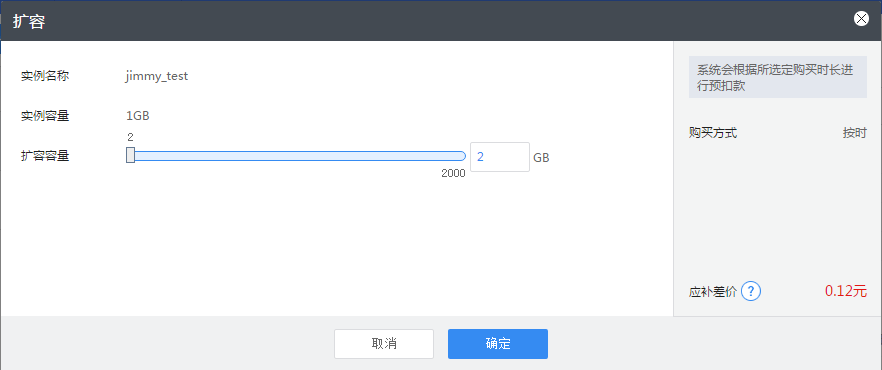 扩容
实例名称 jimmy_test
实例容量 1GB
2
扩容容量 2 GB
2000
系统会根据所选定购买时长进
行预扣款
购买方式 按时
应补差价 ? 0.12元
取消 确定